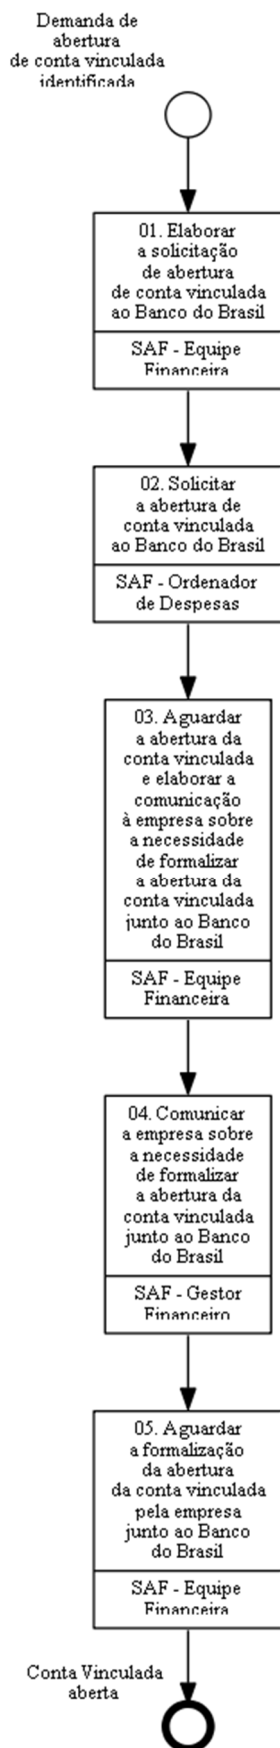 Demanda de
abertura
de conta vinculada
identificada
01. Elaborar
a solicitação
de abertura
de conta vinculada
ao Banco do Brasil
SAF - Equipe
Financeira
02. Solicitar
a abertura de
conta vinculada
ao Banco do Brasil
SAF - Ordenador
de Despesas
03. Aguardar
a abertura da
conta vinculada
e elaborar a
comunicação
à empresa sobre
a necessidade
de formalizar
a abertura da
conta vinculada
junto ao Banco
do Brasil
SAF - Equipe
Financeira
04. Comunicar
a empresa sobre
a necessidade
de formalizar
a abertura da
conta vinculada
junto ao Banco
do Brasil
SAF - Gestor
Financeiro
05. Aguardar
a formalização
da abertura
da conta vinculada
pela empresa
junto ao Banco
do Brasil
SAF - Equipe
Financeira
Conta Vinculada
aberta